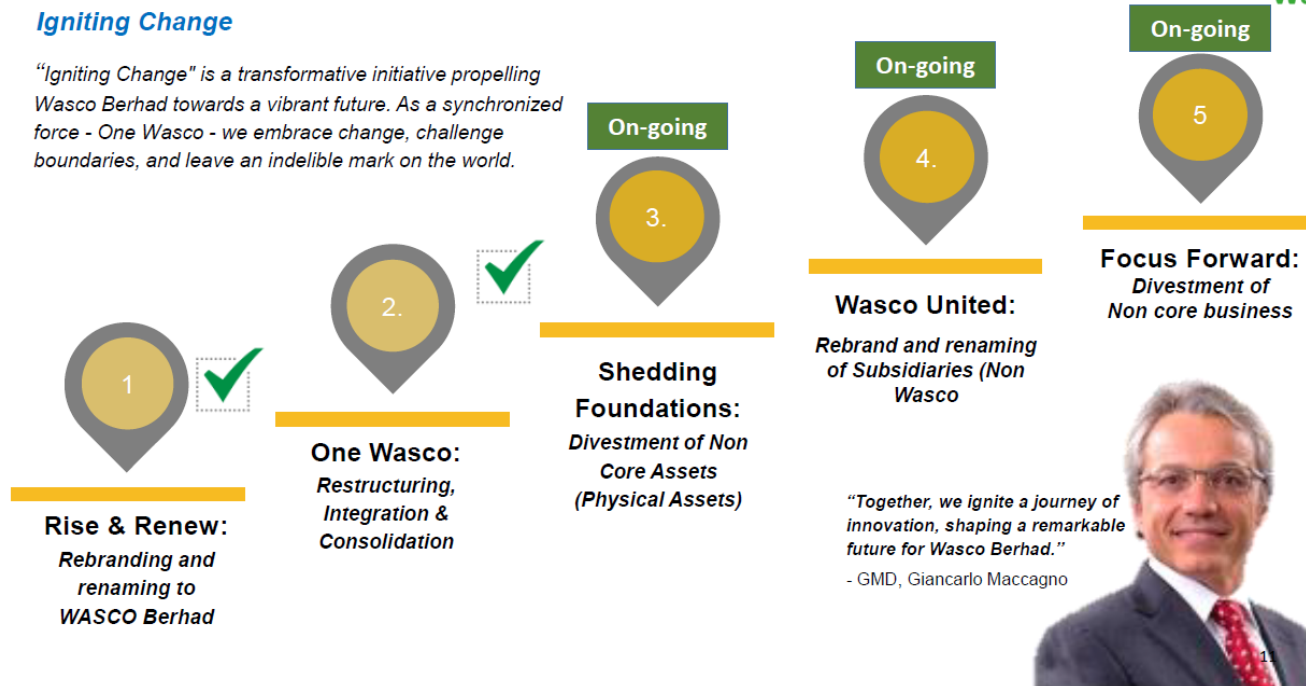 Igniting Change
“Igniting Change" is a transformative initiative propelling
Wasco Berhad towards a vibrant future. As a synchronized
force - One Wasco - we embrace change, challenge
boundaries, and leave an indelible mark on the world.
1
Rise & Renew:
Rebranding and
renaming to
WASCO Berhad
2.
One Wasco:
Restructuring,
Integration &
Consolidation
On-going
3.
Shedding
Foundations:
Divestment of Non
Core Assets
(Physical Assets)
On-going
4.
Wasco United:
Rebrand and renaming
of Subsidiaries (Non
Wasco
On-going
5
Focus Forward:
Divestment of
Non core business
“Together, we ignite a journey of
innovation, shaping a remarkable
future for Wasco Berhad.”
- GMD, Giancarlo Maccagno
11